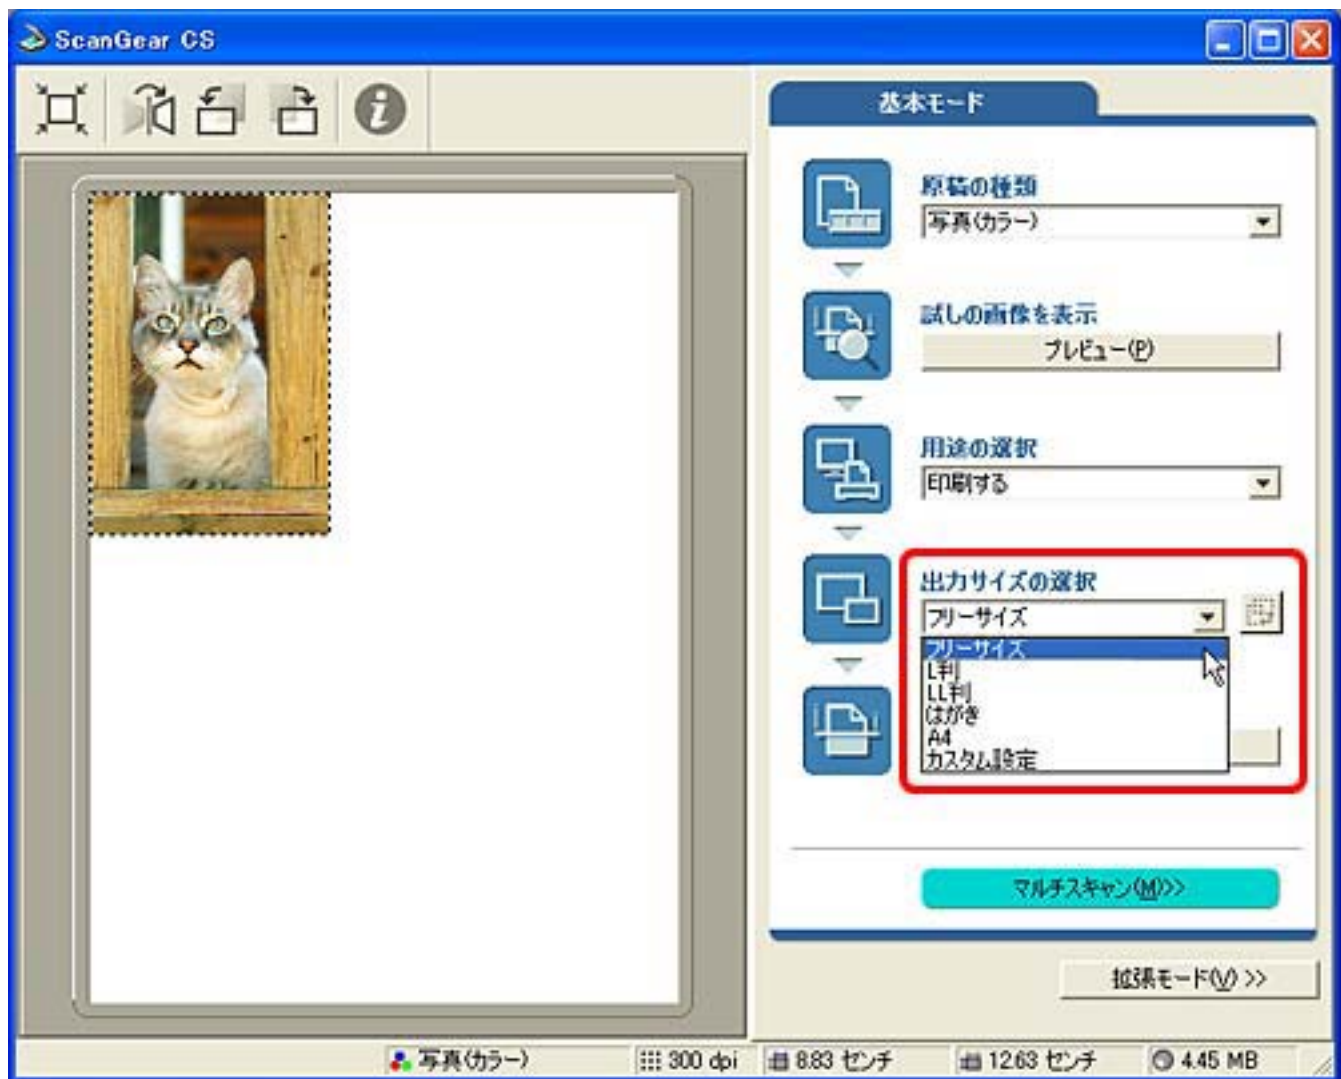 ScanGear CS
基本モード
原稿の種類
写真(カラー)
試しの画像を表示
プレビュー(P)
用途の選択
印刷する
出力サイズの選択
フリーサイズ
フリーサイズ
L判
LL判
はがき
A4
カスタム設定
マルチスキャン(M)>>
拡張モード(V) >>
写真(カラー) 300 dpi 8.83 センチ 12.63 センチ 4.45 MB